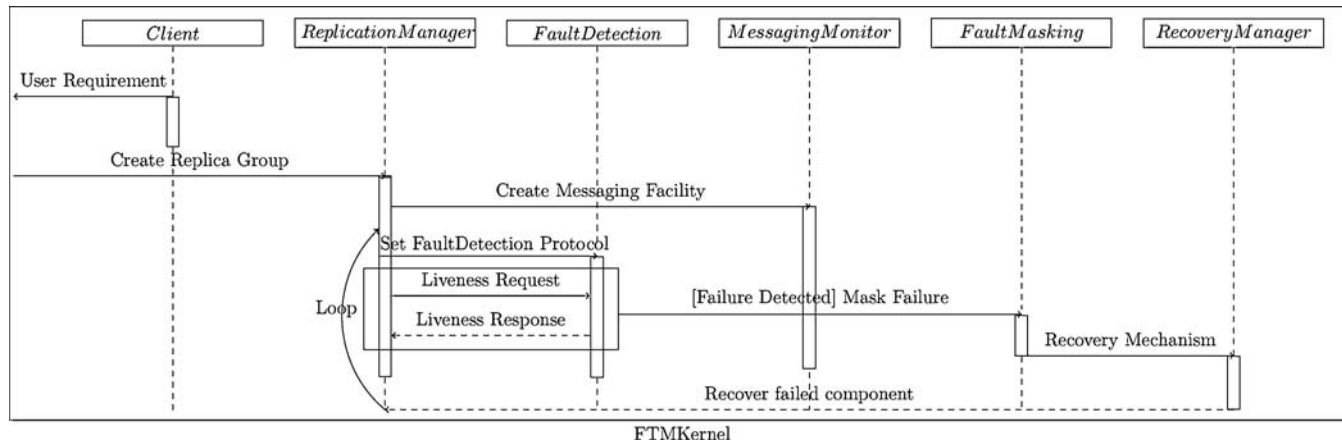 Client
ReplicationManager
FaultDetection
MessagingMonitor
FaultMasking
RecoveryManager
User Requirement
Create Replica Group
Create Messaging Facility
Set FaultDetection Protocol
Liveness Request
Loop
[Failure Detected] Mask Failure
Liveness Response
Recovery Mechanism
Recover failed component
FTMKernel